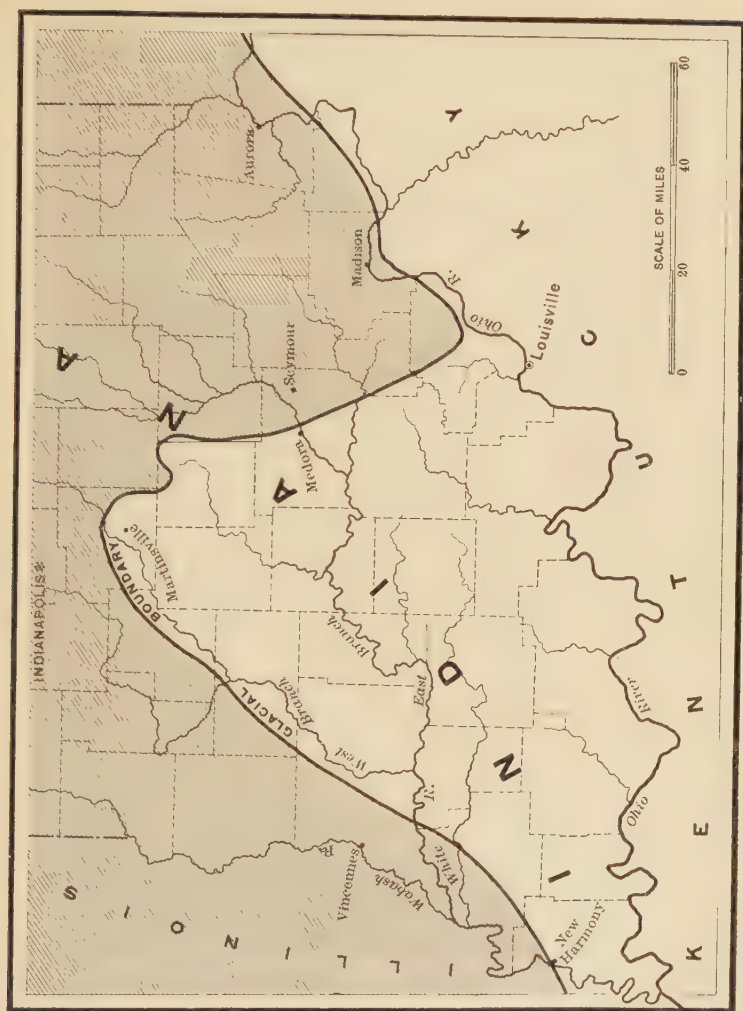 INDIANAPOLIS
ILLINOIS
INDIANA
KENTUCKY
GLACIAL BOUNDARY
Martinsville
Aurora
Seymour
Medora
Madison
Vincennes
Wabash R.
West Branch
East Branch
White R.
Ohio R.
Louisville
New
Harmony
Ohio River
SCALE OF MILES
0 20 40 60